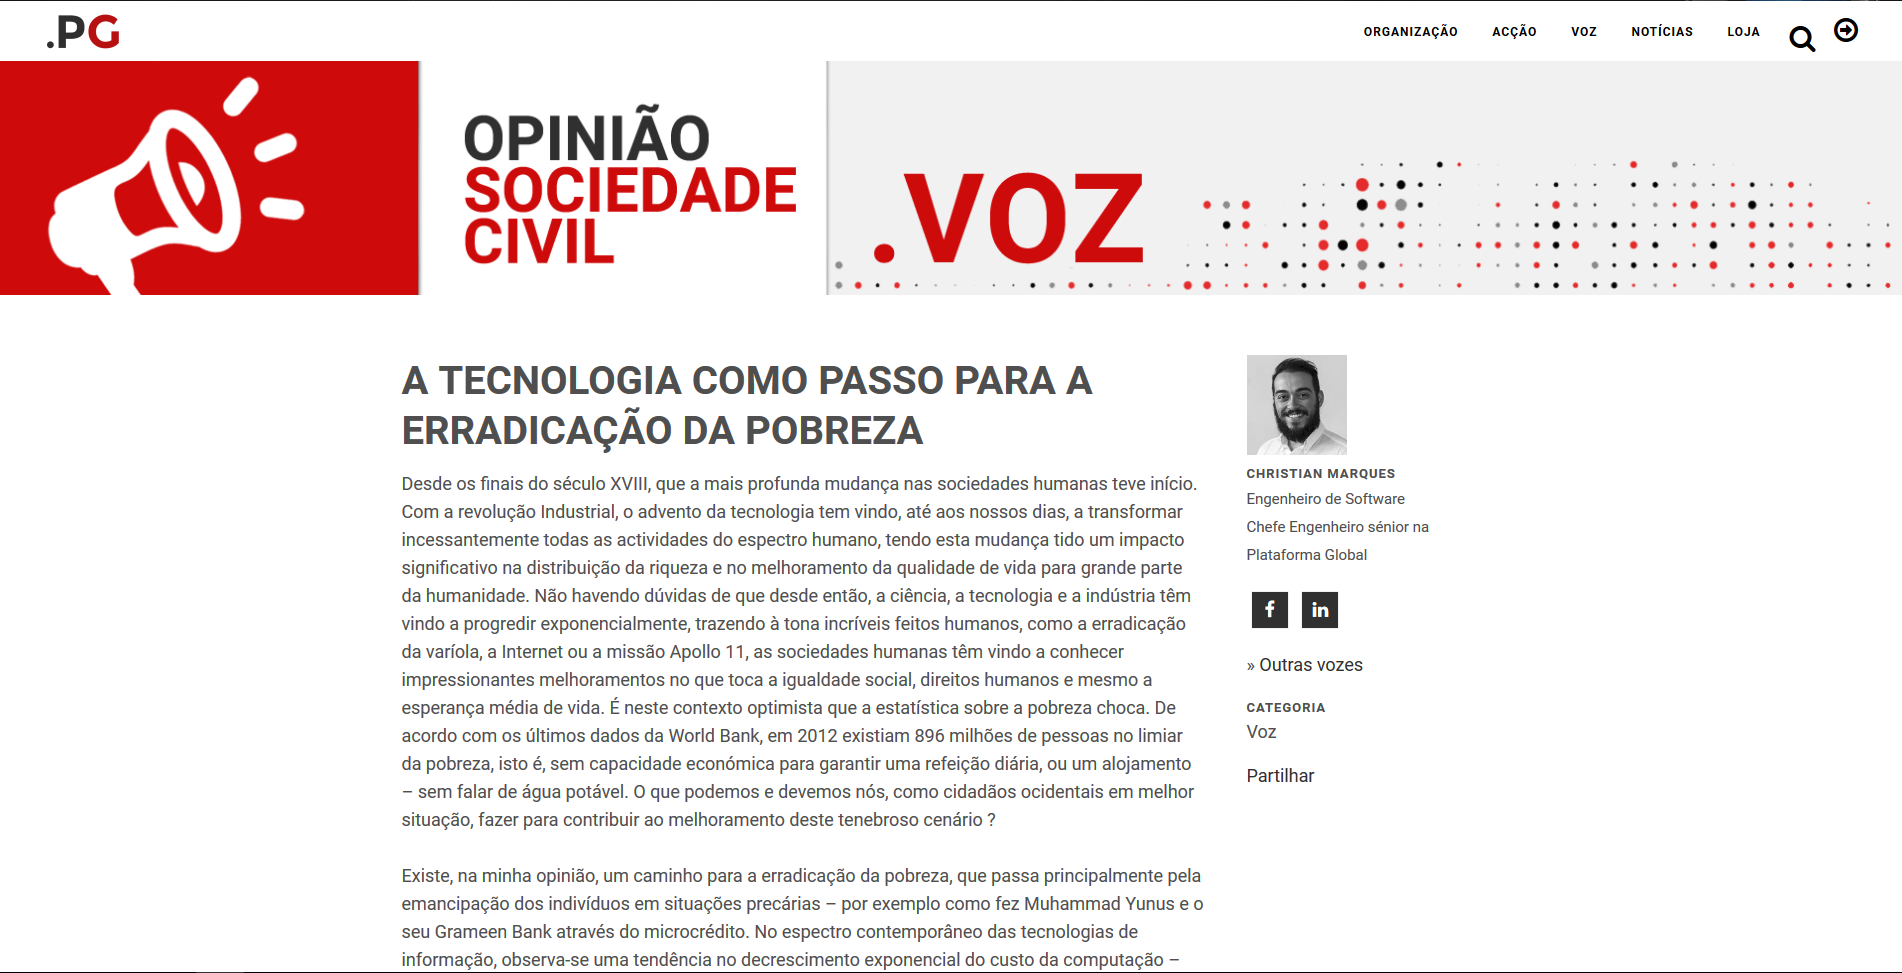 .PG
ORGANIZAÇÃO ACÇÃO VOZ NOTÍCIAS LOJA
OPINIÃO
SOCIEDADE
CIVIL
.VOZ
A TECNOLOGIA COMO PASSO PARA A
ERRADICAÇÃO DA POBREZA
Desde os finais do século XVIII, que a mais profunda mudança nas sociedades humanas teve início.
Com a revolução Industrial, o advento da tecnologia tem vindo, até aos nossos dias, a transformar
incessantemente todas as actividades do espectro humano, tendo esta mudança tido um impacto
significativo na distribuição da riqueza e no melhoramento da qualidade de vida para grande parte
da humanidade. Não havendo dúvidas de que desde então, a ciência, a tecnologia e a indústria têm
vindo a progredir exponencialmente, trazendo à tona incríveis feitos humanos, como a erradicação
da varíola, a Internet ou a missão Apollo 11, as sociedades humanas têm vindo a conhecer
impressionantes melhoramentos no que toca a igualdade social, direitos humanos e mesmo a
esperança média de vida. É neste contexto optimista que a estatística sobre a pobreza choca. De
acordo com os últimos dados da World Bank, em 2012 existiam 896 milhões de pessoas no limiar
da pobreza, isto é, sem capacidade económica para garantir uma refeição diária, ou um alojamento
– sem falar de água potável. O que podemos e devemos nós, como cidadãos ocidentais em melhor
situação, fazer para contribuir ao melhoramento deste tenebroso cenário ?
Existe, na minha opinião, um caminho para a erradicação da pobreza, que passa principalmente pela
emancipação dos indivíduos em situações precárias – por exemplo como fez Muhammad Yunus e o
seu Grameen Bank através do microcrédito. No espectro contemporâneo das tecnologias de
informação, observa-se uma tendência no decrescimento exponencial do custo da computação –
CHRISTIAN MARQUES
Engenheiro de Software
Chefe Engenheiro sénior na
Plataforma Global
f in
» Outras vozes
CATEGORIA
Voz
Partilhar